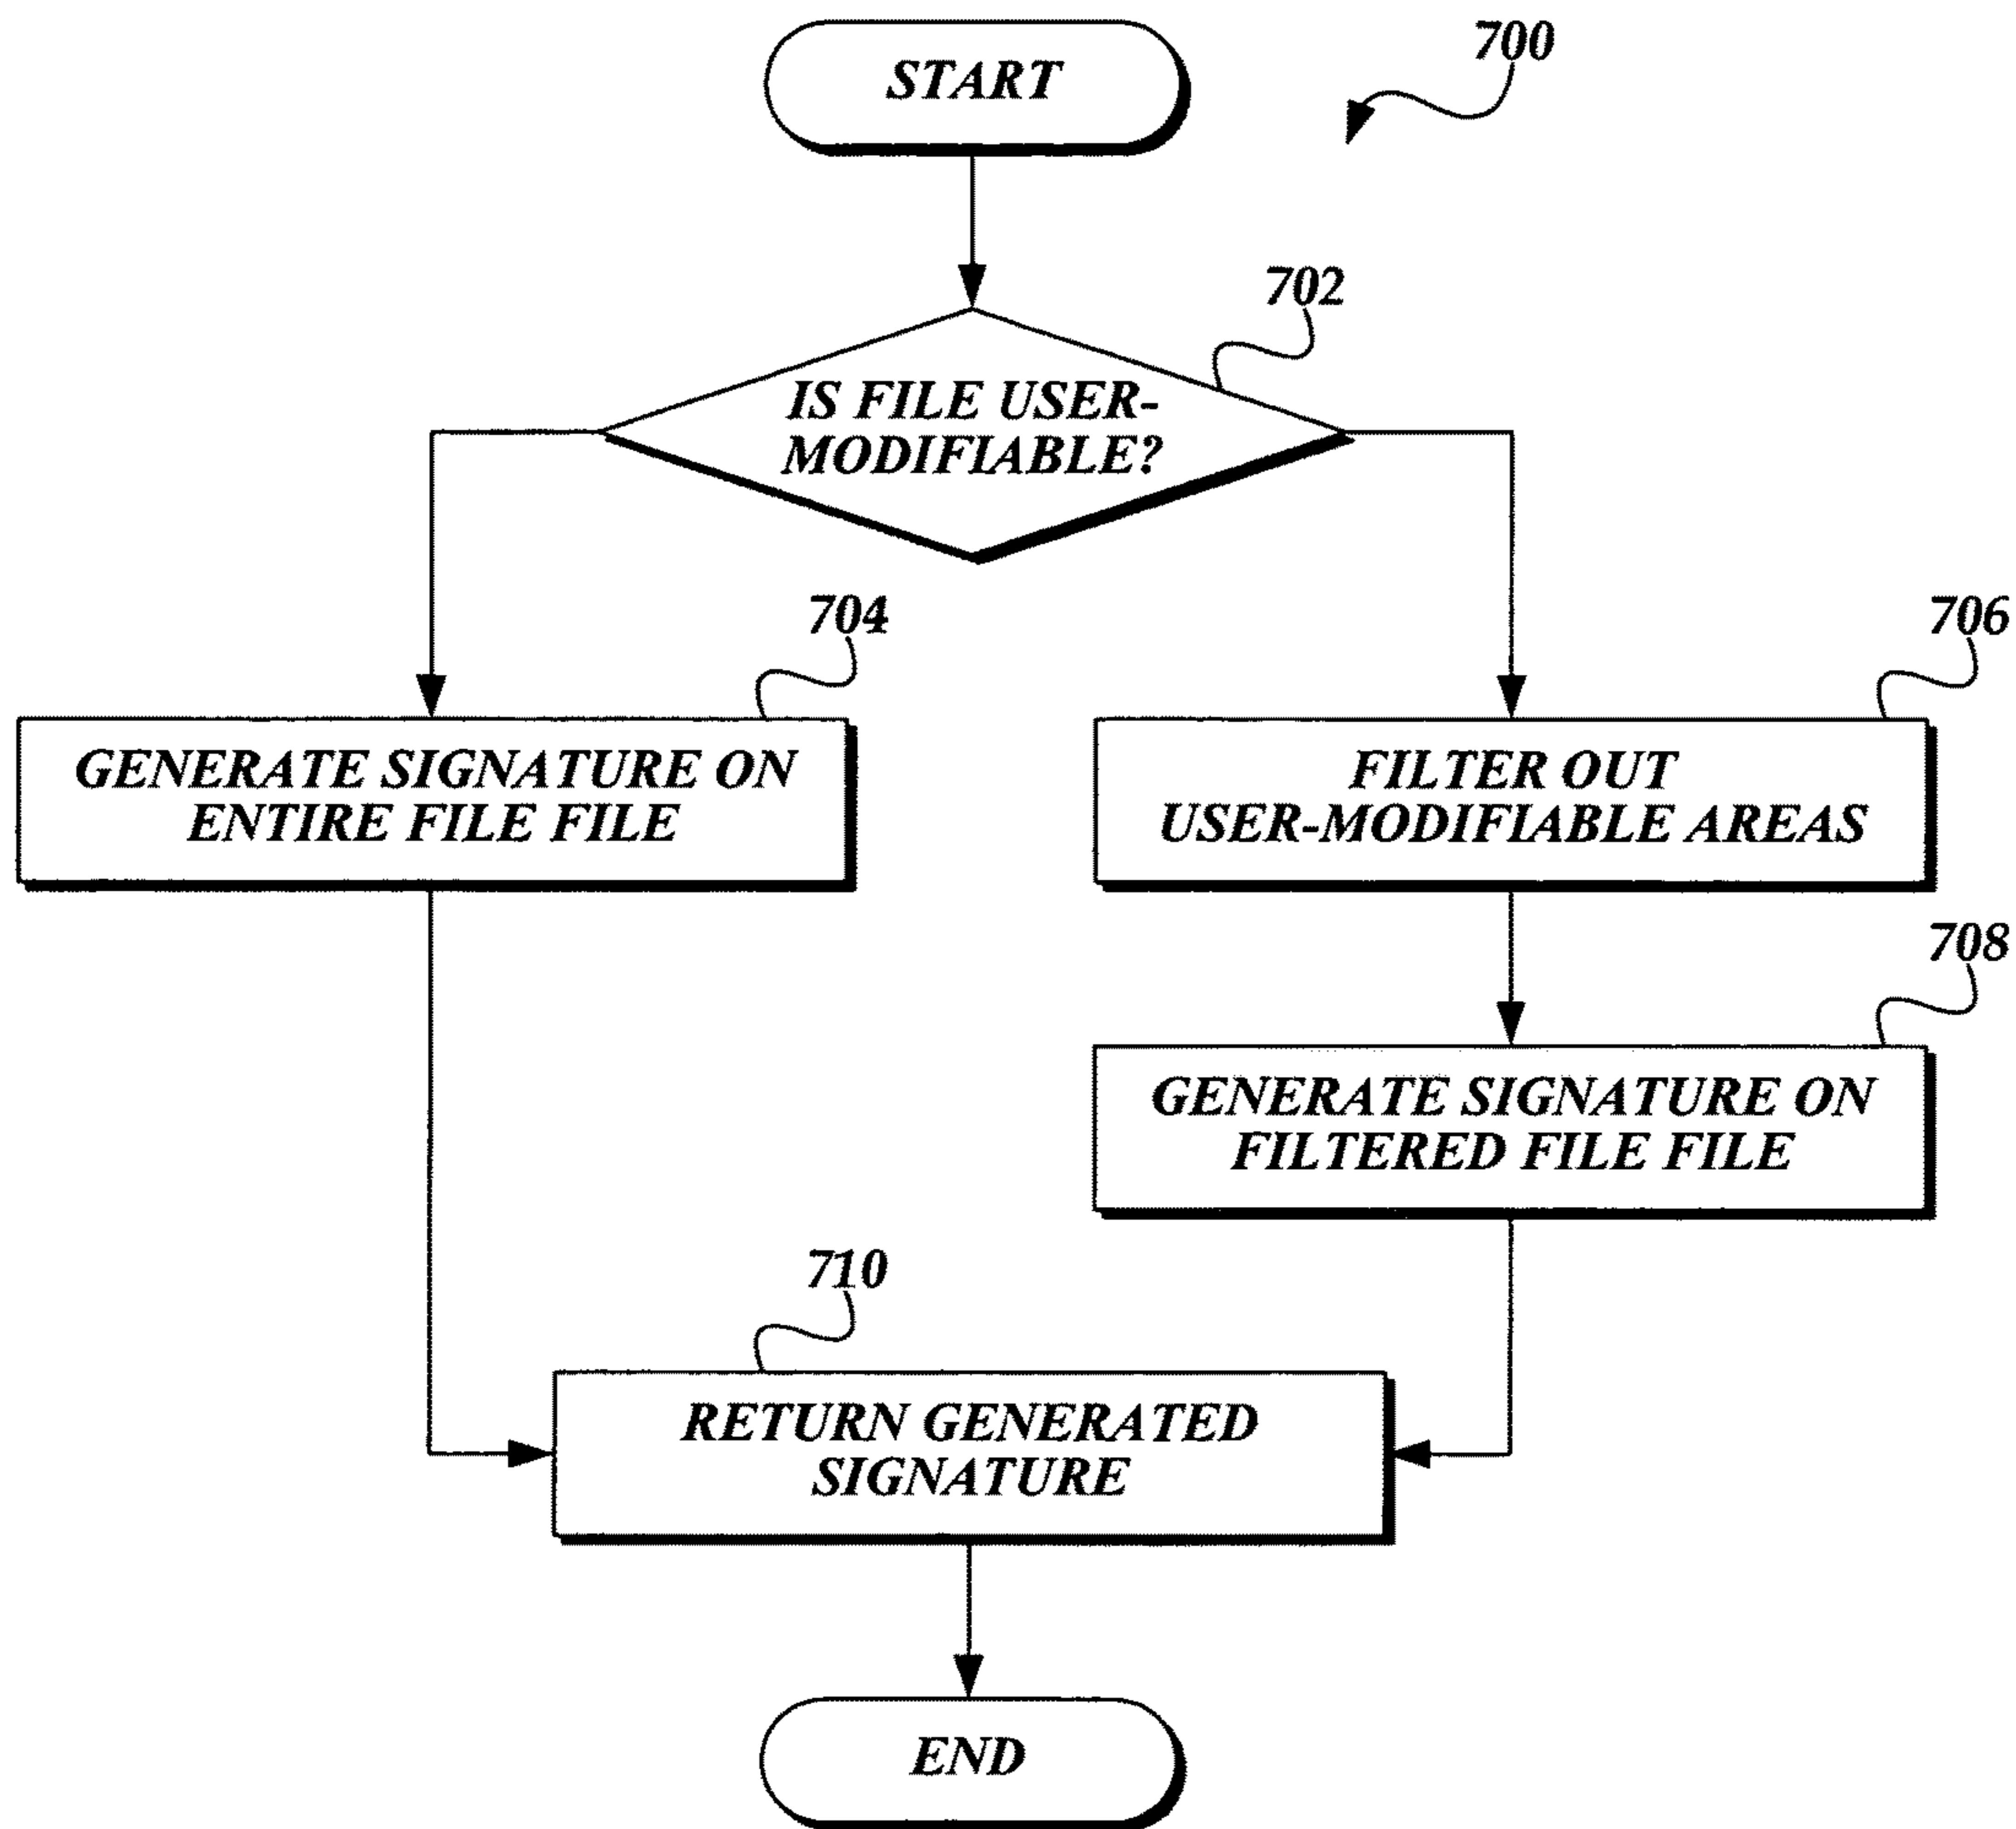 START
700
702
IS FILE USER-
MODIFIABLE?
704
706
GENERATE SIGNATURE ON
ENTIRE FILE FILE
FILTER OUT
USER-MODIFIABLE AREAS
708
GENERATE SIGNATURE ON
FILTERED FILE FILE
710
RETURN GENERATED
SIGNATURE
END